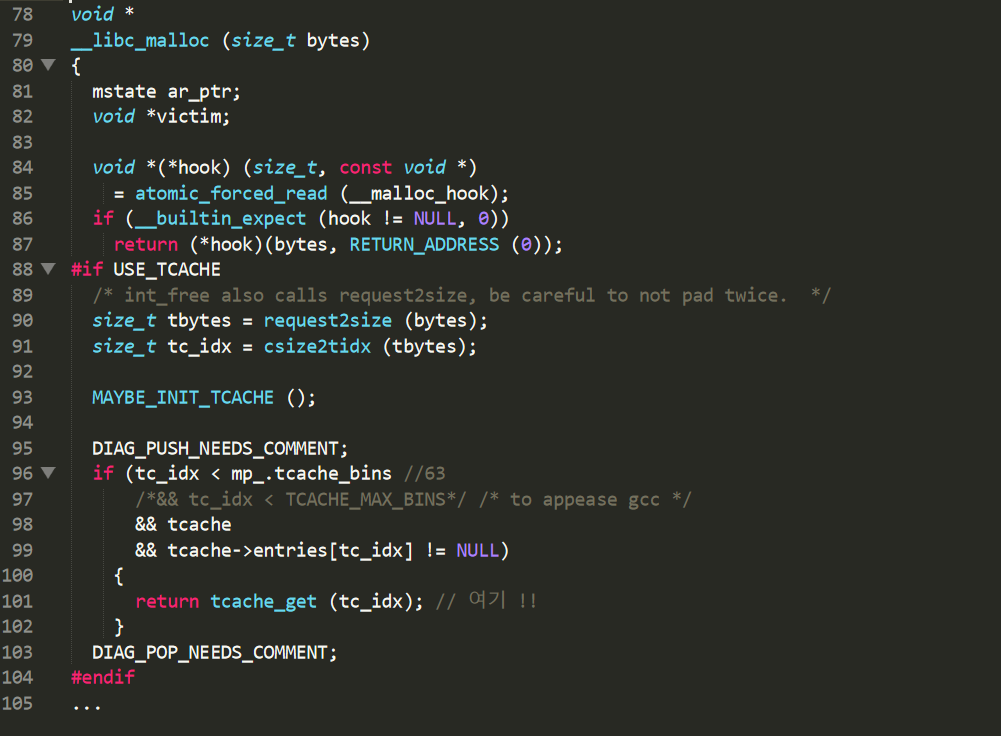 78 void *
79 __libc_malloc (size_t bytes)
80 {
81 mstate ar_ptr;
82 void *victim;
83
84 void *(*hook) (size_t, const void *)
85 = atomic_forced_read (__malloc_hook);
86 if (__builtin_expect (hook != NULL, 0))
87 return (*hook)(bytes, RETURN_ADDRESS (0));
88 #if USE_TCACHE
89 /* int_free also calls request2size, be careful to not pad twice.  */
90 size_t tbytes = request2size (bytes);
91 size_t tc_idx = csize2tidx (tbytes);
92
93 MAYBE_INIT_TCACHE ();
94
95 DIAG_PUSH_NEEDS_COMMENT;
96 if (tc_idx < mp_.tcache_bins //63
97 /*&& tc_idx < TCACHE_MAX_BINS*/ /* to appease gcc */
98 && tcache
99 && tcache->entries[tc_idx] != NULL)
100 {
101 return tcache_get (tc_idx); // 여기 !!
102 }
103 DIAG_POP_NEEDS_COMMENT;
104 #endif
105 ...